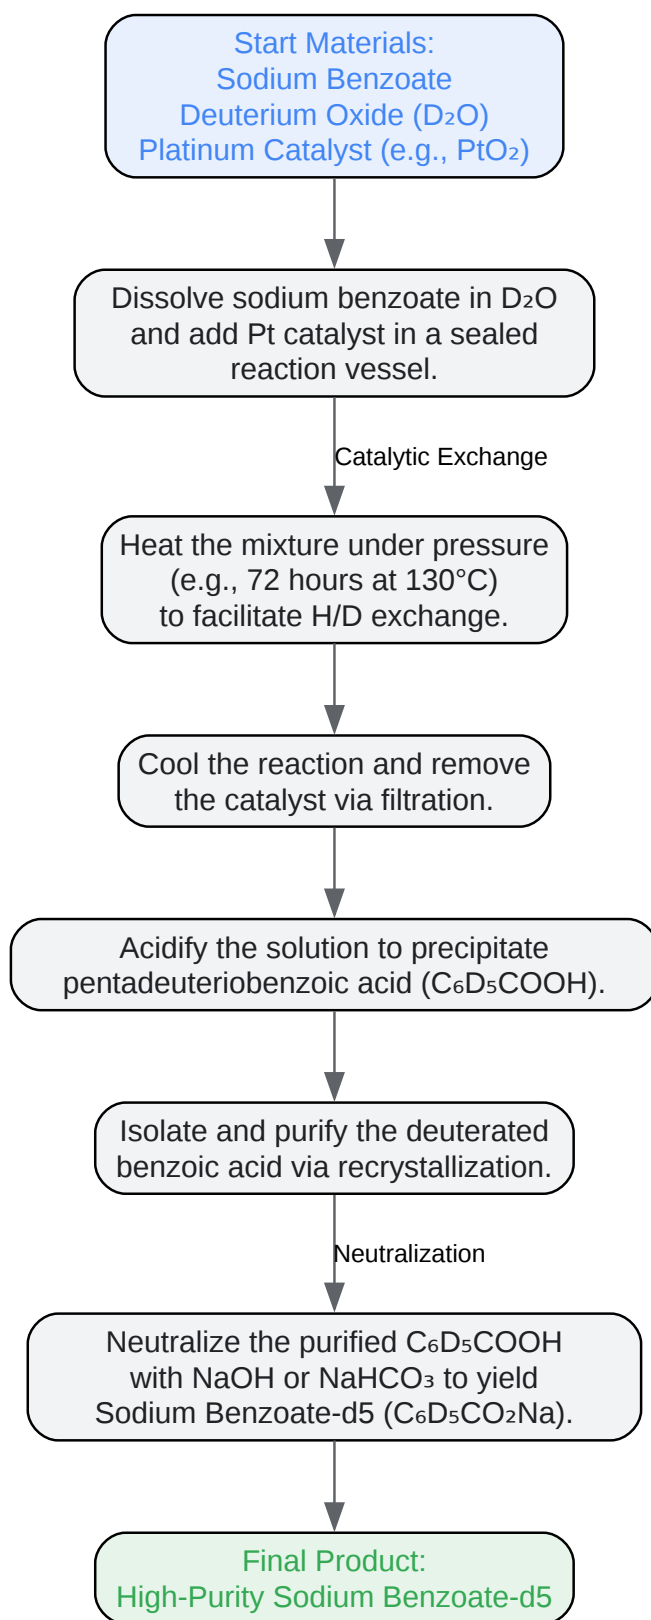 Start Materials:
Sodium Benzoate
Deuterium Oxide (D₂O)
Platinum Catalyst (e.g., PtO₂)
Dissolve sodium benzoate in D₂O
and add Pt catalyst in a sealed
reaction vessel.
Catalytic Exchange
Heat the mixture under pressure
(e.g., 72 hours at 130°C)
to facilitate H/D exchange.
Cool the reaction and remove
the catalyst via filtration.
Acidify the solution to precipitate
pentadeuteriobenzoic acid (C₆D₅COOH).
Isolate and purify the deuterated
benzoic acid via recrystallization.
Neutralization
Neutralize the purified C₆D₅COOH
with NaOH or NaHCO₃ to yield
Sodium Benzoate-d5 (C₆D₅CO₂Na).
Final Product:
High-Purity Sodium Benzoate-d5